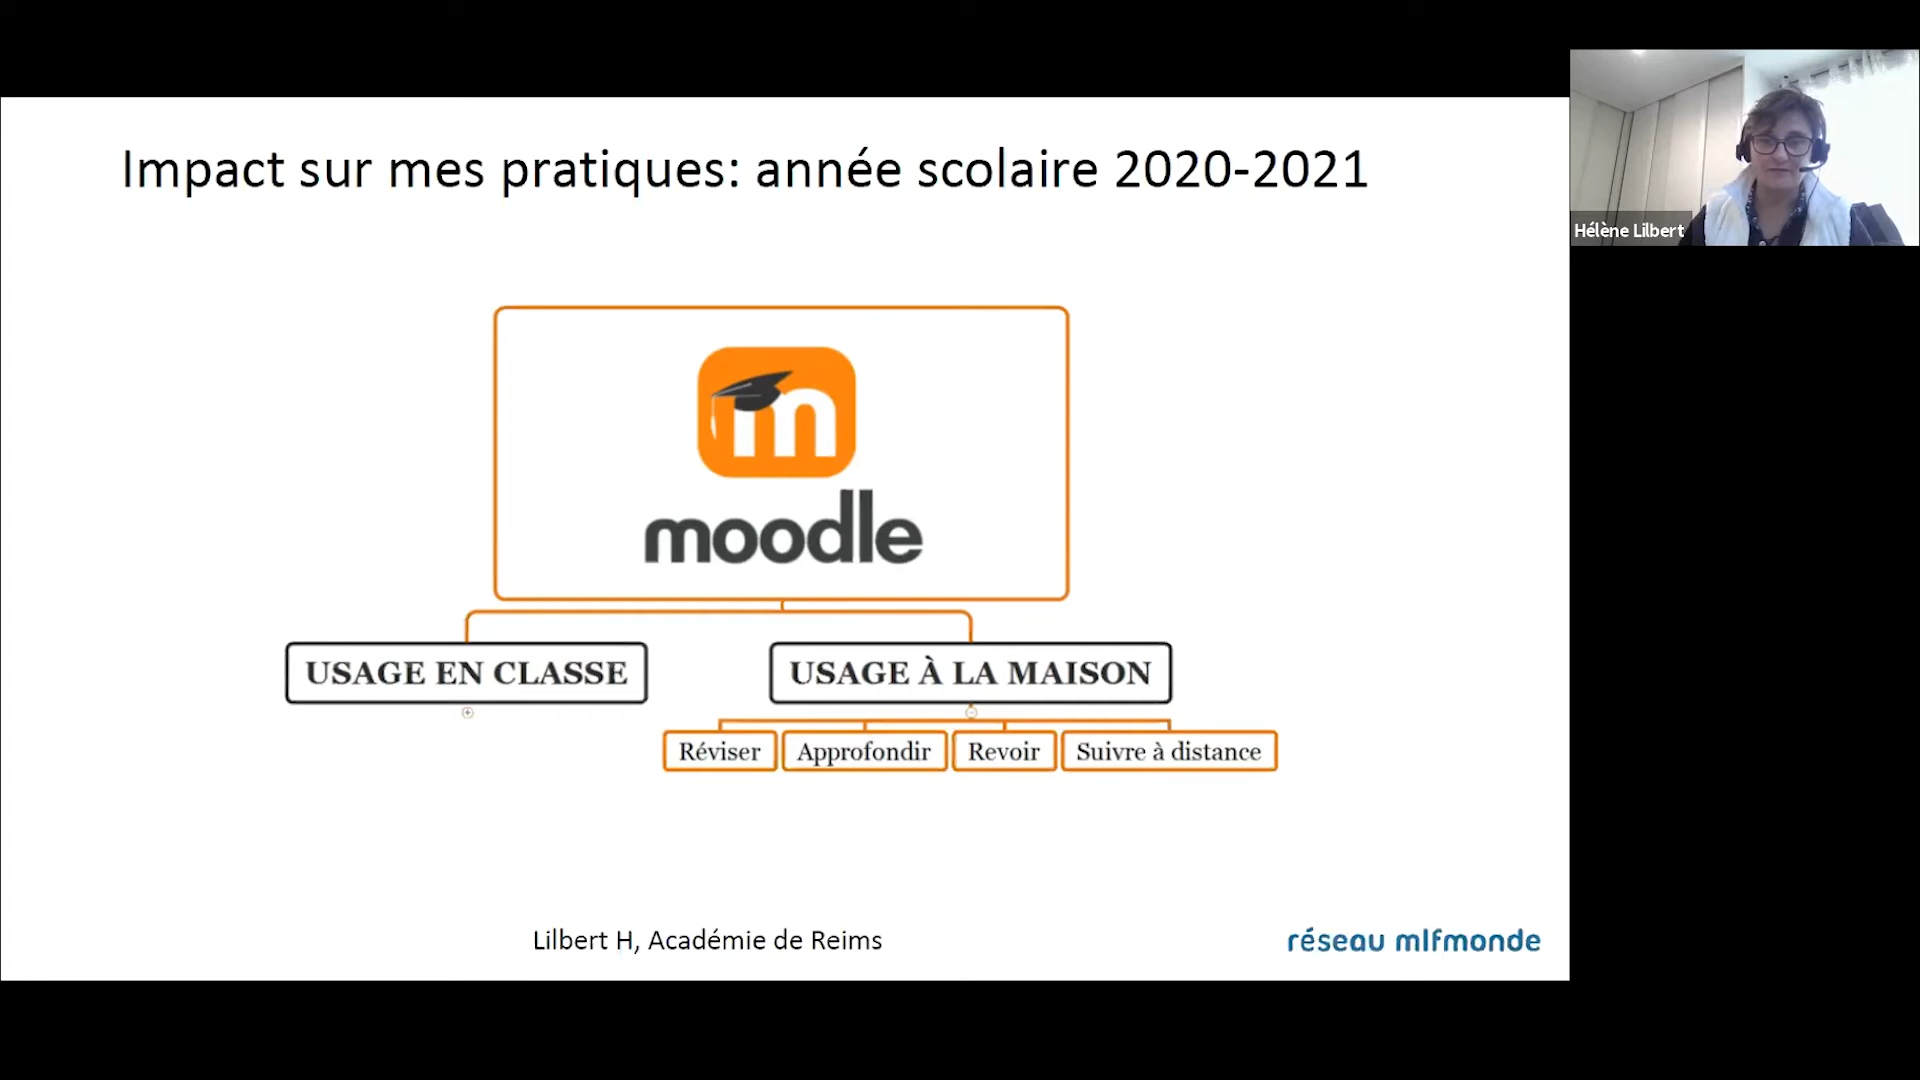 Impact sur mes pratiques: année scolaire 2020-2021
Hélène Lilbert
m
moodle
USAGE EN CLASSE
USAGE À LA MAISON
Réviser
Approfondir
Revoir
Suivre à distance
Lilbert H, Académie de Reims
réseau mlfmonde